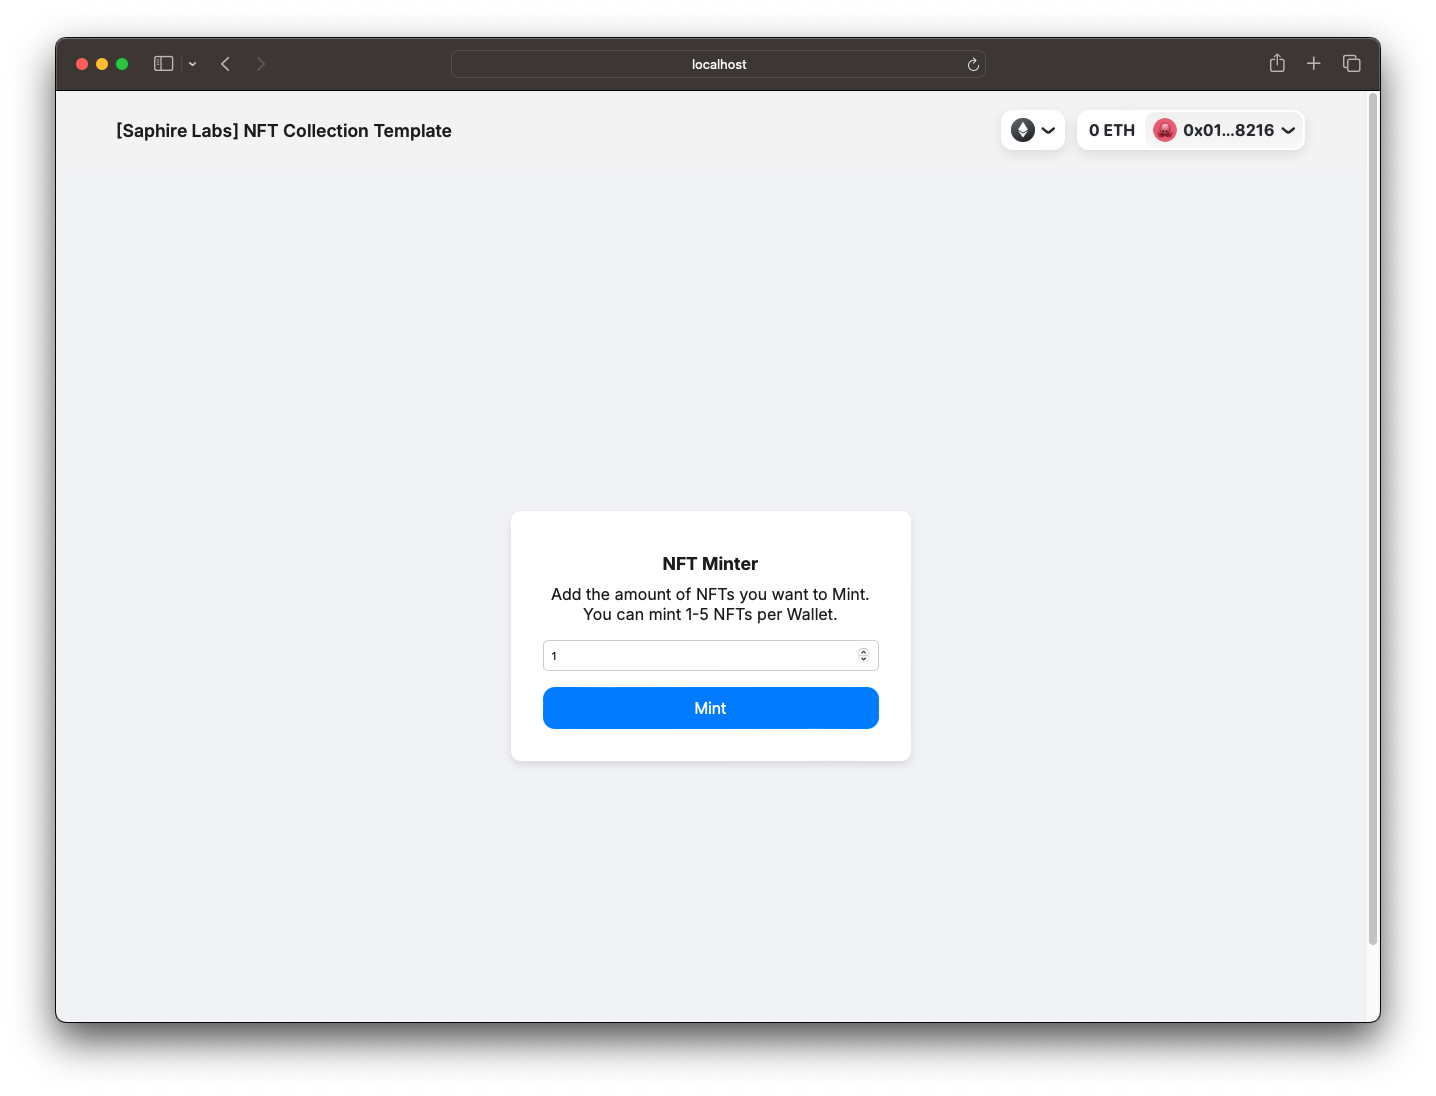 localhost
[Saphire Labs] NFT Collection Template
0 ETH
0x01...8216
NFT Minter
Add the amount of NFTs you want to Mint.
You can mint 1-5 NFTs per Wallet.
1
Mint